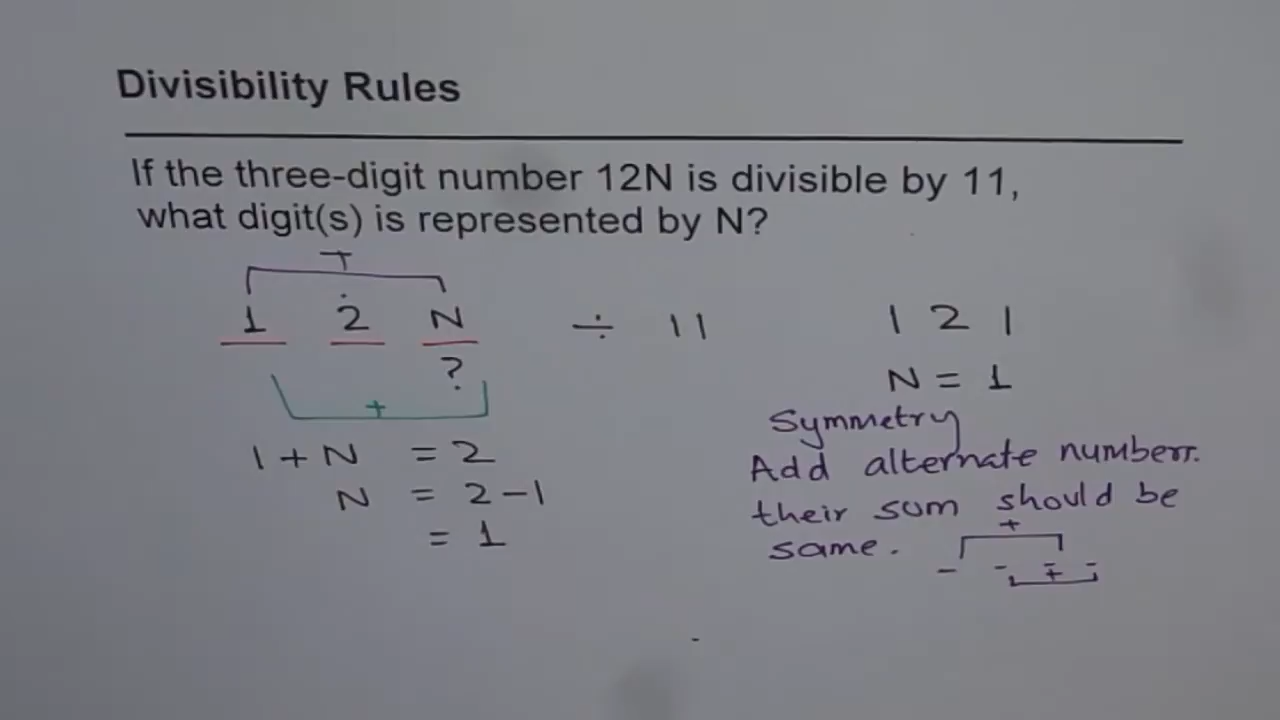 Divisibility Rules
If the three-digit number 12N is divisible by 11,
what digit(s) is represented by N?
+
1 2 N ÷ 11
?
+
1 + N = 2
N = 2 - 1
= 1
1 2 1
N = 1
Symmetry
Add alternate numberr.
their sum should be
same.
+
- - - -
+